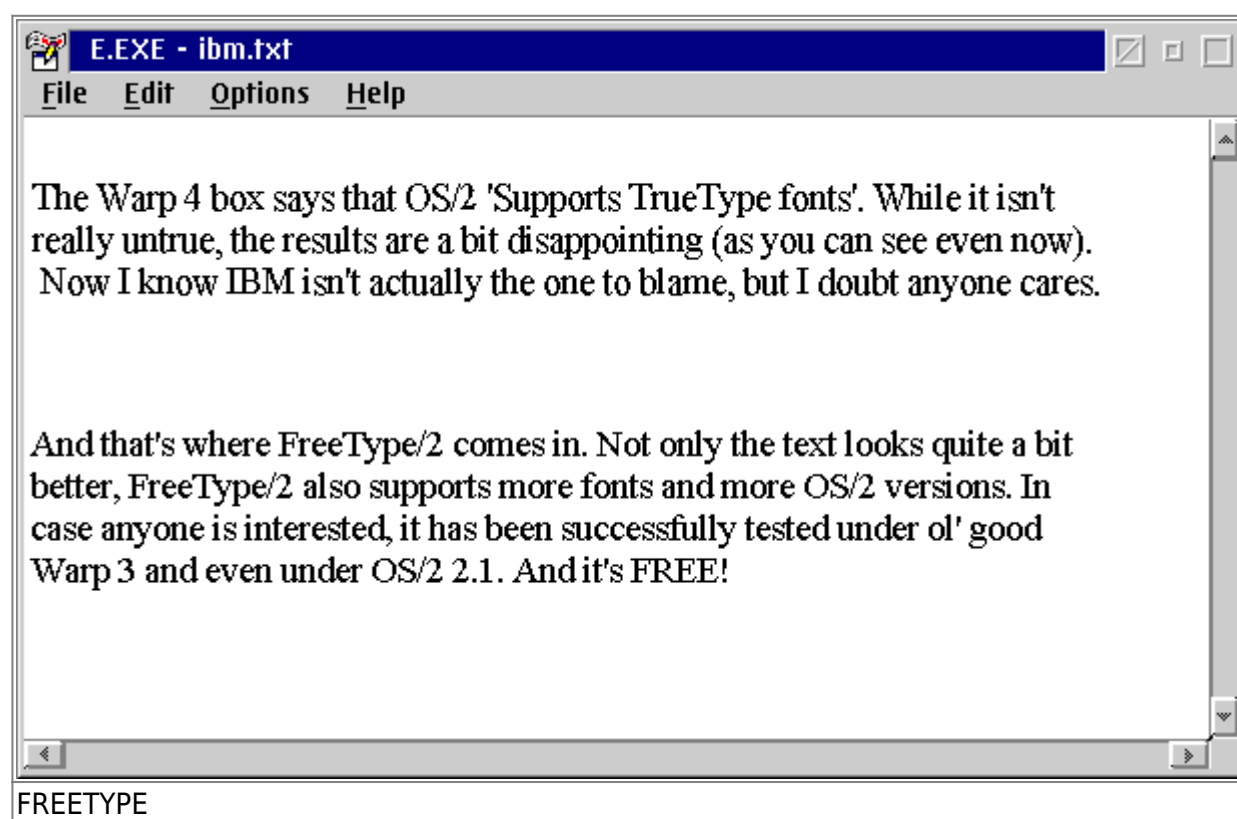 E.EXE - ibm.txt
File Edit Options Help
The Warp 4 box says that OS/2 'Supports TrueType fonts'. While it isn't
really untrue, the results are a bit disappointing (as you can see even now).
Now I know IBM isn't actually the one to blame, but I doubt anyone cares.
And that's where FreeType/2 comes in. Not only the text looks quite a bit
better, FreeType/2 also supports more fonts and more OS/2 versions. In
case anyone is interested, it has been successfully tested under ol' good
Warp 3 and even under OS/2 2.1. And it's FREE!
FREETYPE